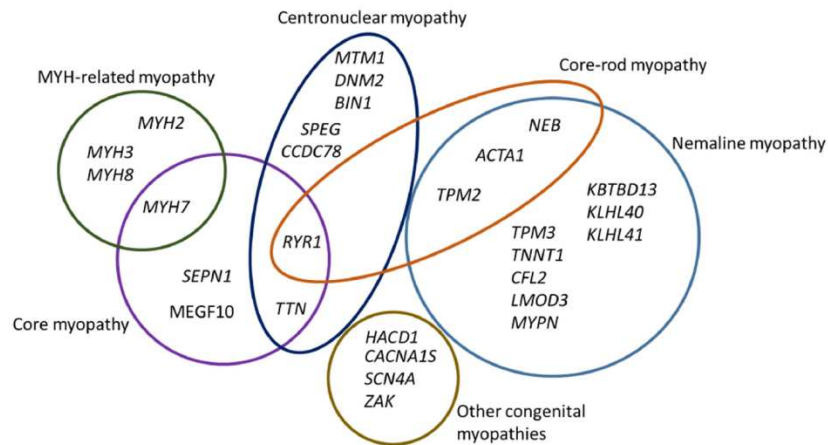 Centronuclear myopathy
MTM1
DNM2
BIN1
SPEG
CCDC78
MYH-related myopathy
MYH2
MYH3
MYH8
MYH7
Core-rod myopathy
NEB
ACTA1
TPM2
RYR1
Nemaline myopathy
KBTBD13
KLHL40
KLHL41
TPM3
TNNT1
CFL2
LMOD3
MYPN
SEPN1
MEGF10
TTN
Core myopathy
HACD1
CACNA1S
SCN4A
ZAK
Other congenital
myopathies